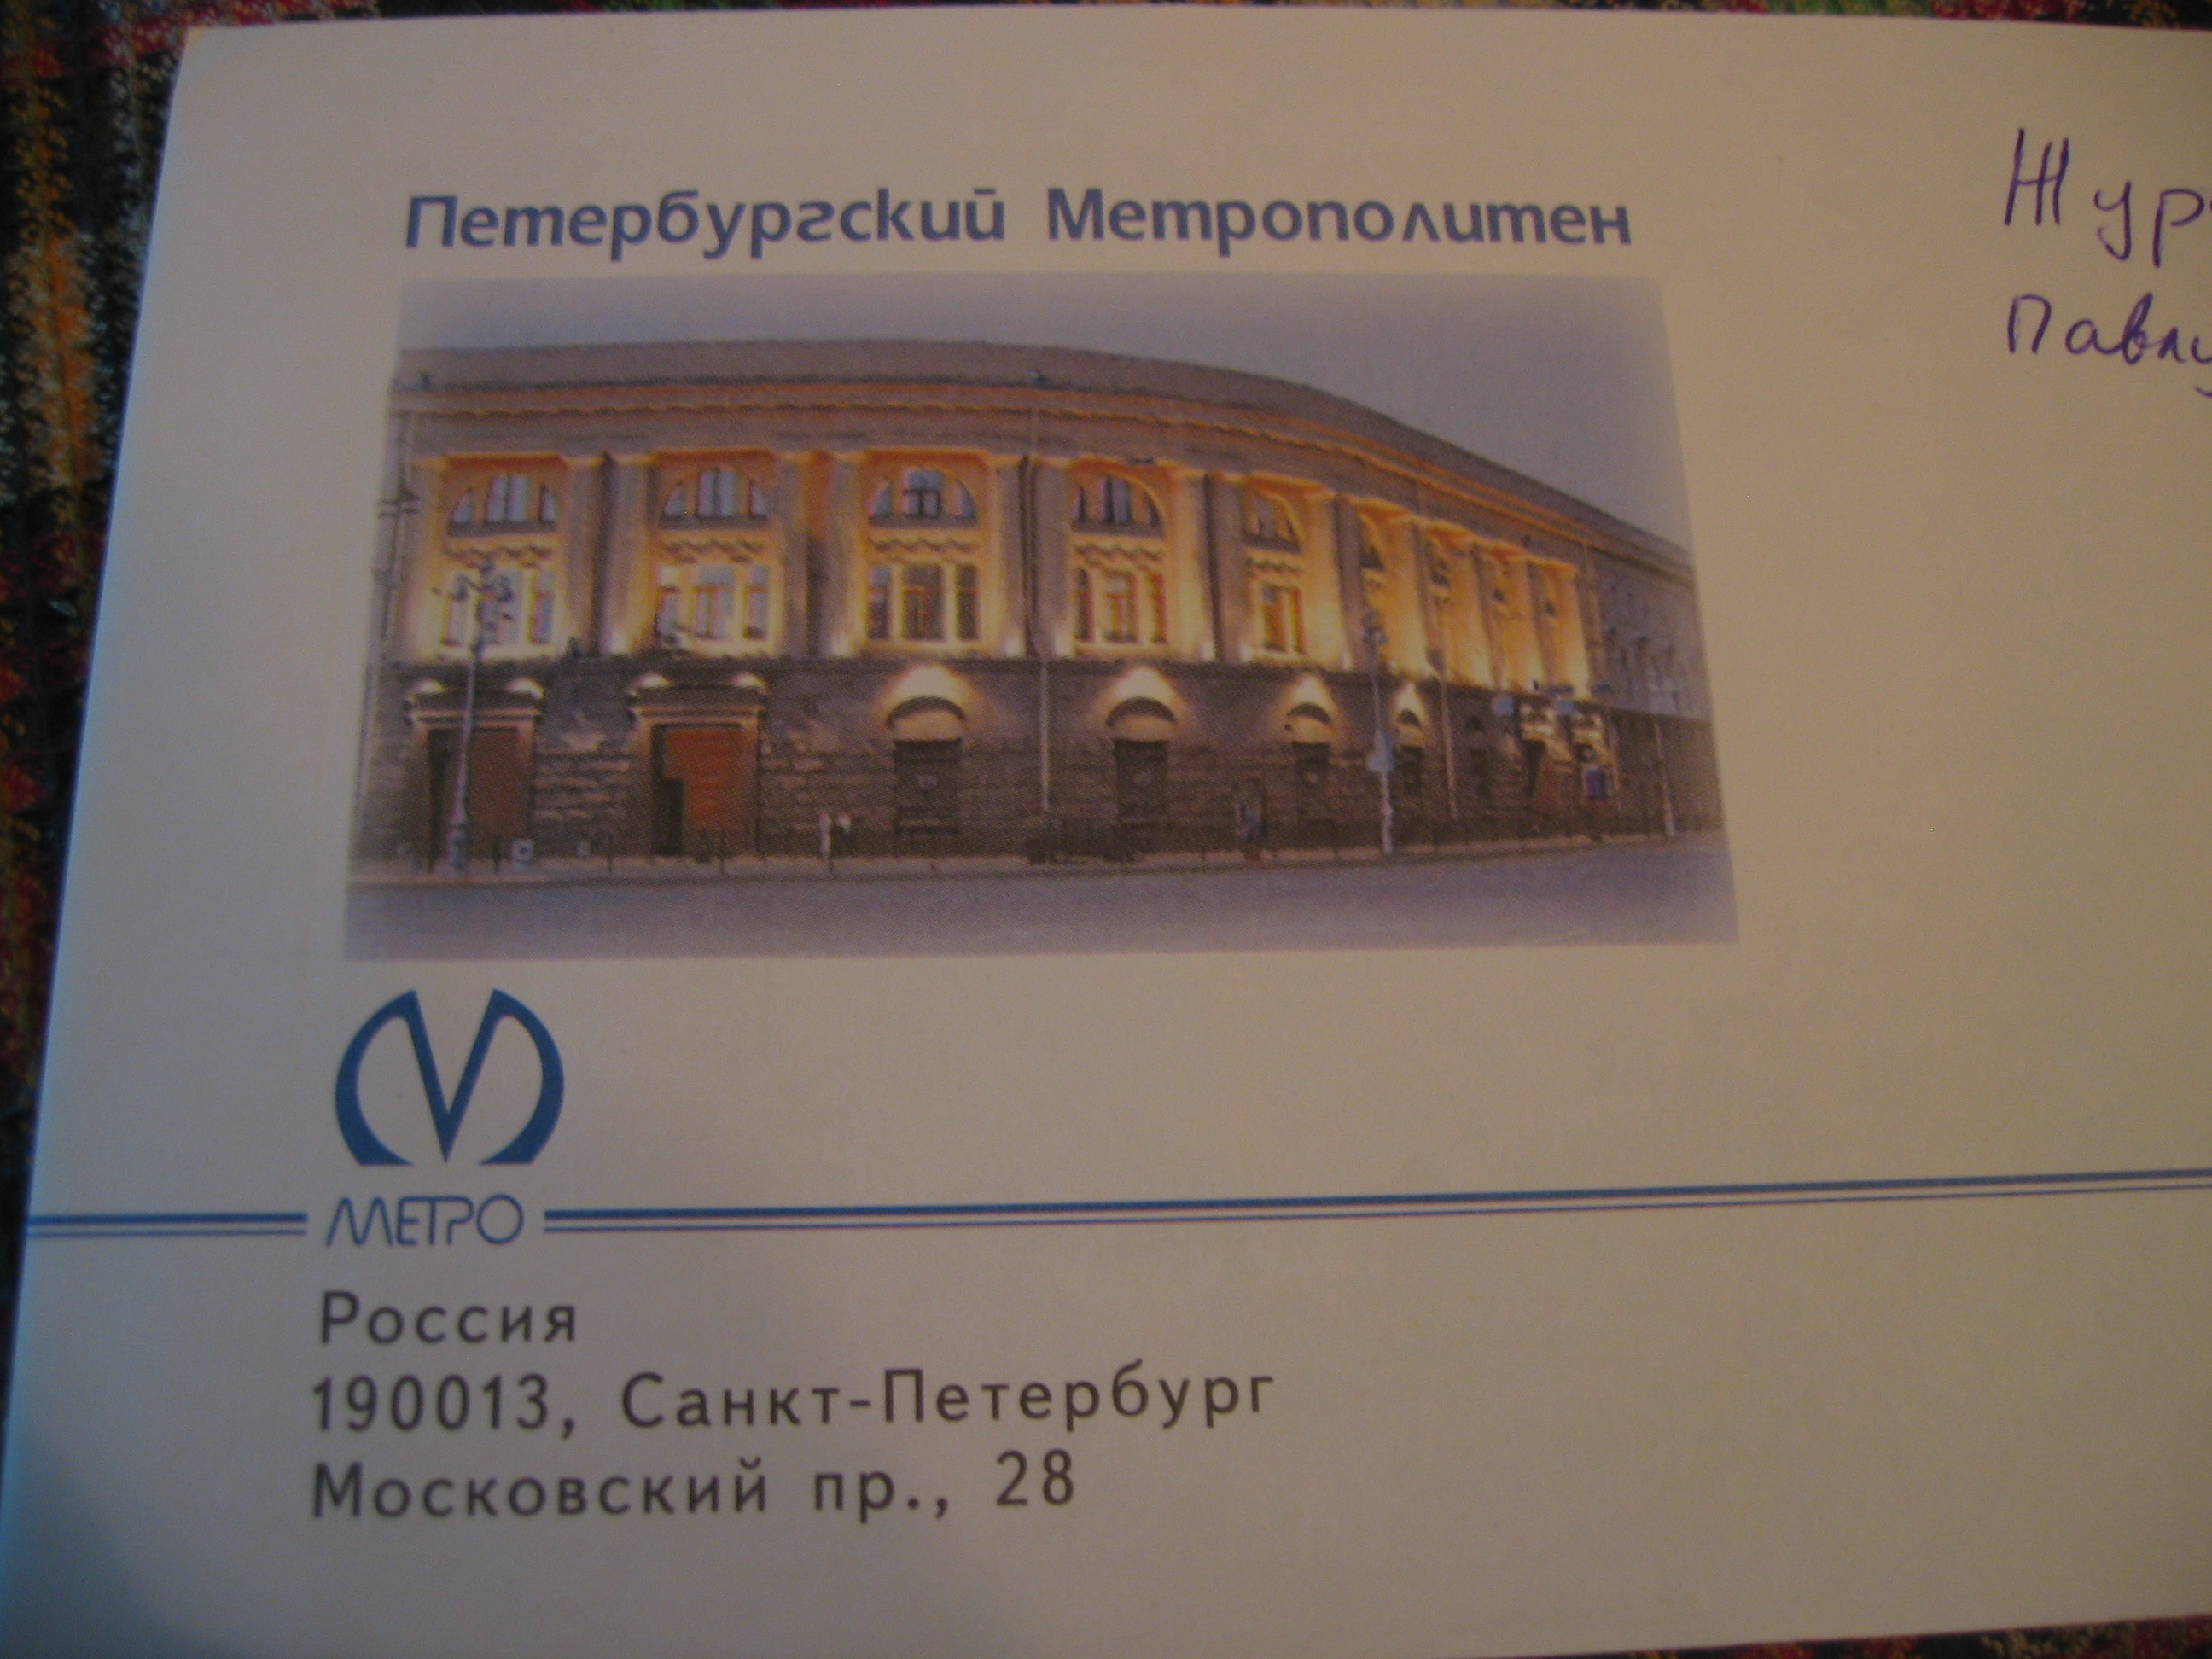 Петербургский Метрополитен
МЕТРО
Россия
190013, Санкт-Петербург
Московский пр., 28